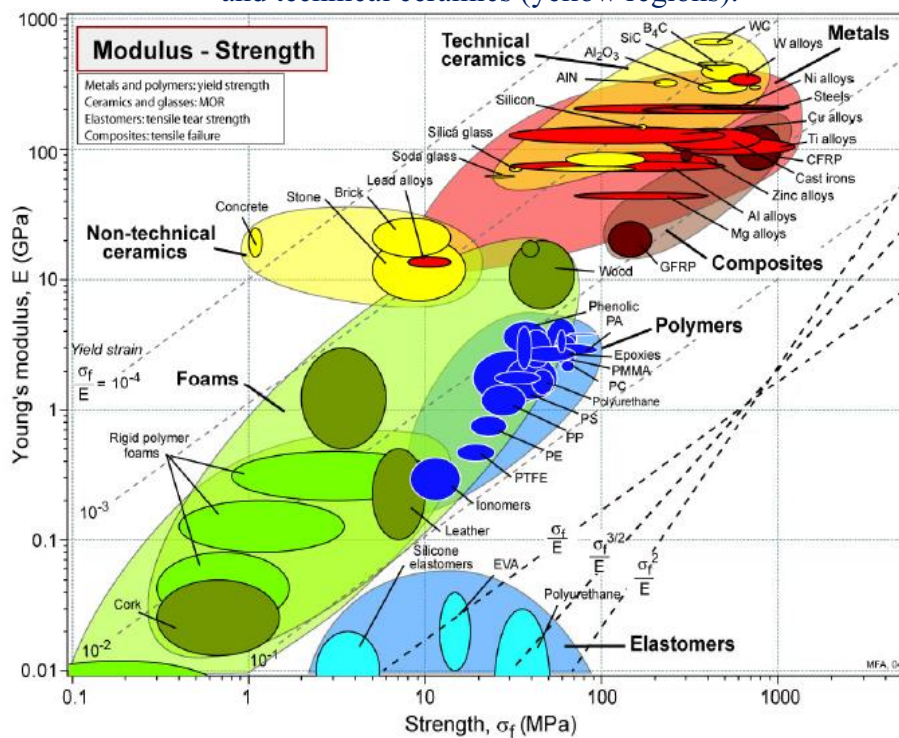 and technical ceramics (yellow regions).
Modulus - Strength
Metals and polymers: yield strength
Ceramics and glasses: MOR
Elastomers: tensile tear strength
Composites: tensile failure
Technical
ceramics
B4C
SiC
Al2O3
AlN
WC
W alloys
Metals
Ni alloys
Steels
Cu alloys
Ti alloys
CFRP
Cast irons
Zinc alloys
Al alloys
Mg alloys
Silicon
Silica glass
Soda glass
Lead alloys
Brick
Stone
Concrete
Non-technical
ceramics
GFRP
Composites
Wood
Phenolic
PA
Polymers
Epoxies
PMMA
PC
Polyurethane
PS
PP
PE
PTFE
Ionomers
Leather
Foams
Rigid polymer
foams
Yield strain
σf/E = 10-4
10-3
10-2
10-1
Cork
Silicone
elastomers
EVA
Polyurethane
Elastomers
σf/E
σf3/2/E
MFA, 0
Young's modulus, E (GPa)
1000
100
10
1
0.1
0.01
0.1
1
10
100
1000
Strength, σf (MPa)